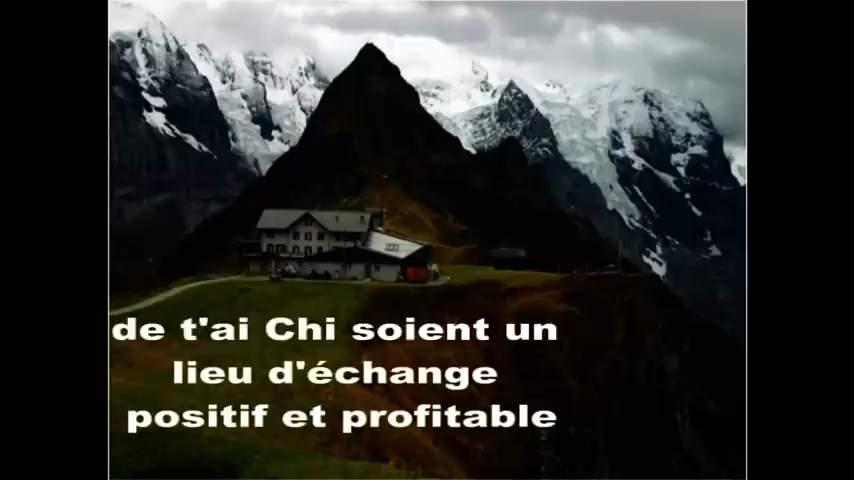 de t'ai Chi soient un
lieu d'échange
positif et profitable